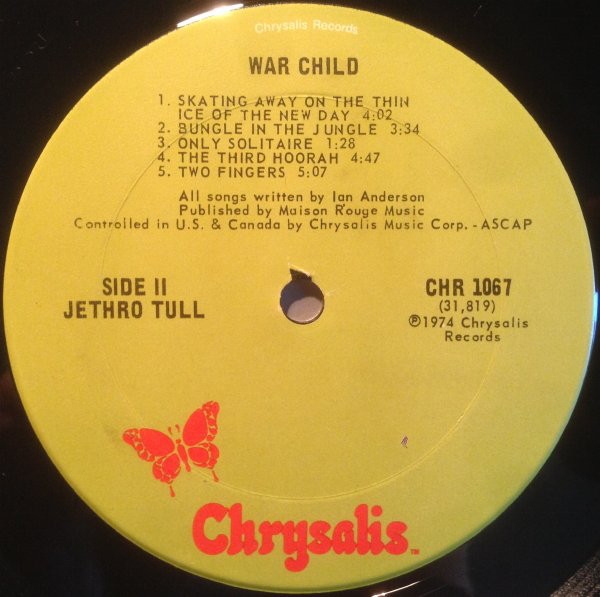 Chrysalis Records
WAR CHILD
1. SKATING AWAY ON THE THIN
ICE OF THE NEW DAY 4:02
2. BUNGLE IN THE JUNGLE 3:34
3. ONLY SOLITAIRE 1:28
4. THE THIRD HOORAH 4:47
5. TWO FINGERS 5:07
All songs written by Ian Anderson
Published by Maison Rouge Music
Controlled in U.S. & Canada by Chrysalis Music Corp. - ASCAP
SIDE II
JETHRO TULL
CHR 1067
(31,819)
℗1974 Chrysalis
Records
Chrysalis™